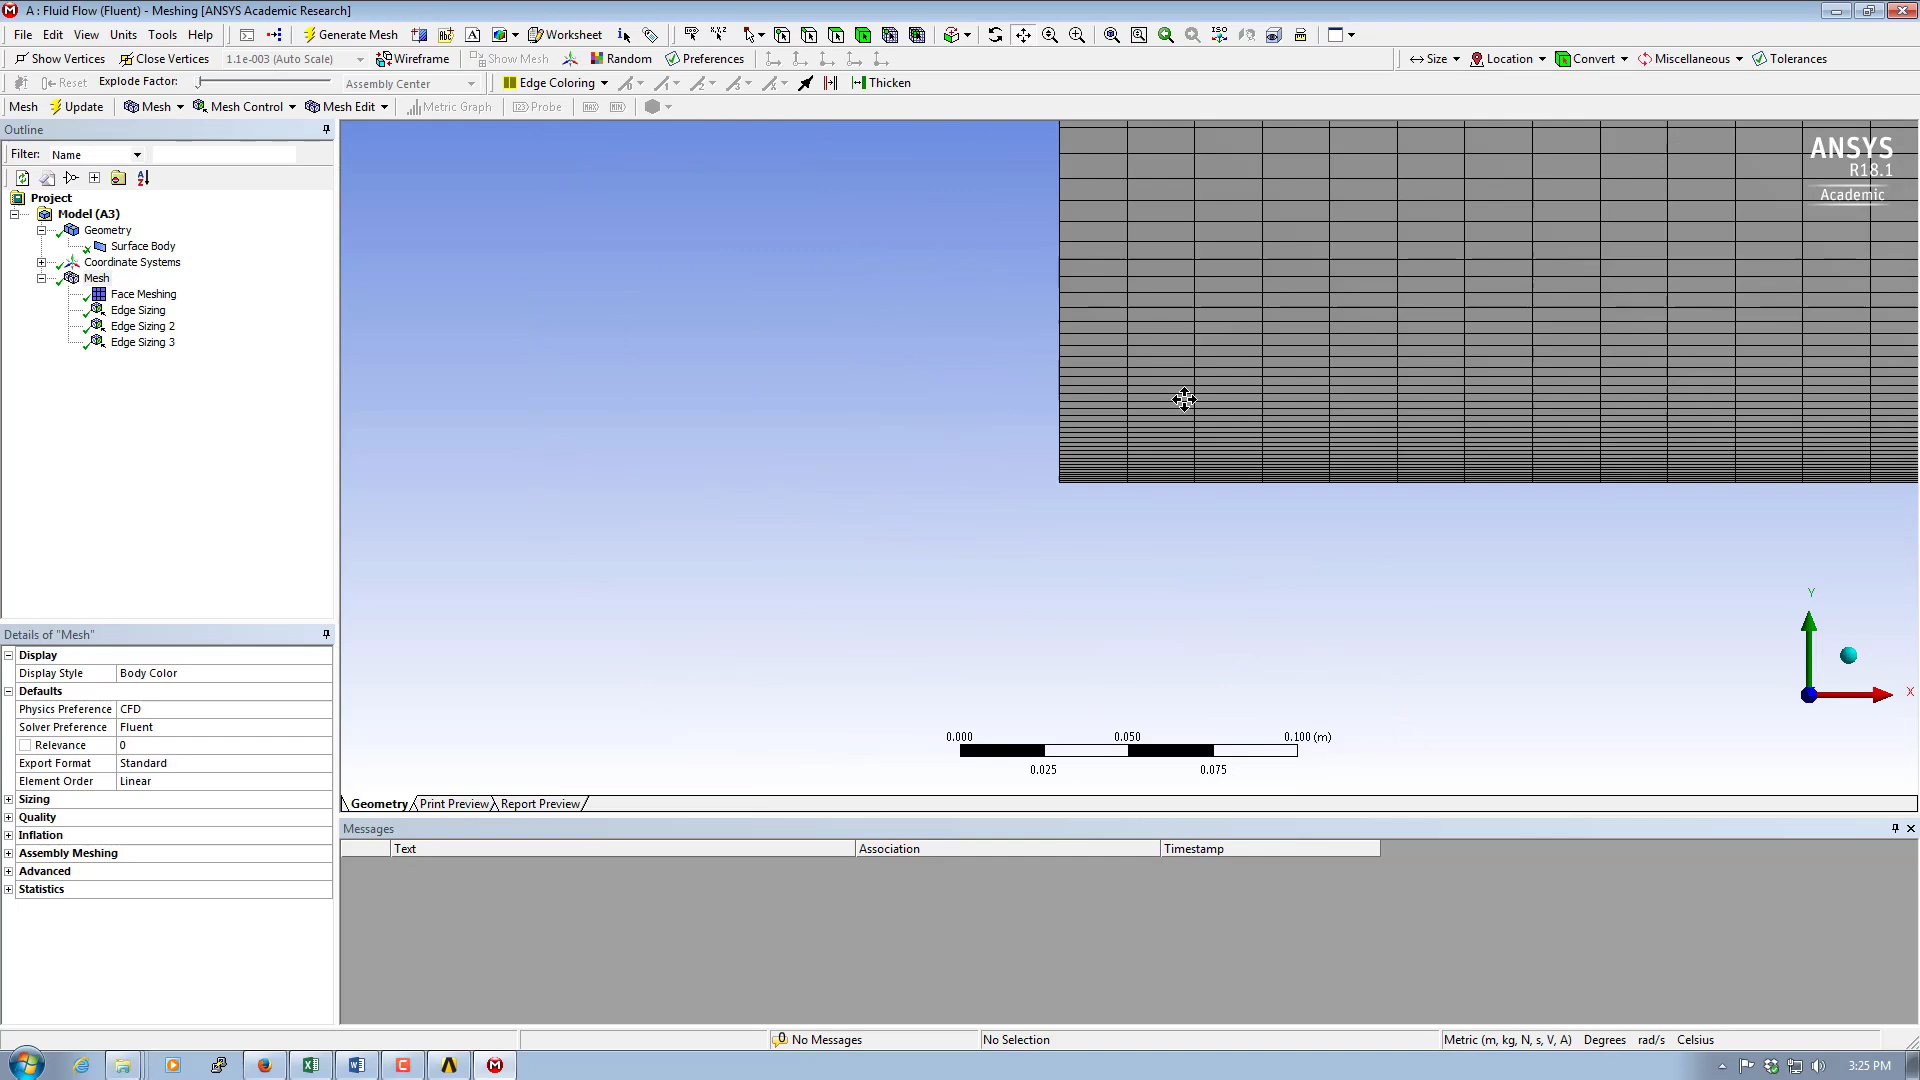 A : Fluid Flow (Fluent) - Meshing [ANSYS Academic Research]
File Edit View Units Tools Help Generate Mesh Worksheet
Show Vertices Close Vertices 1.1e-003 (Auto Scale) Wireframe Show Mesh Random Preferences Size Location Convert Miscellaneous Tolerances
Reset Explode Factor: Assembly Center Edge Coloring Thicken
Mesh Update Mesh Mesh Control Mesh Edit Metric Graph Probe
Outline
Filter: Name
Project
Model (A3)
Geometry
Surface Body
Coordinate Systems
Mesh
Face Meshing
Edge Sizing
Edge Sizing 2
Edge Sizing 3
ANSYS
R18.1
Academic
Y
X
0.000 0.050 0.100 (m)
0.025 0.075
Details of "Mesh"
Display
Display Style Body Color
Defaults
Physics Preference CFD
Solver Preference Fluent
Relevance 0
Export Format Standard
Element Order Linear
Sizing
Quality
Inflation
Assembly Meshing
Advanced
Statistics
Geometry Print Preview Report Preview
Messages
Text Association Timestamp
No Messages No Selection Metric (m, kg, N, s, V, A) Degrees rad/s Celsius
3:25 PM